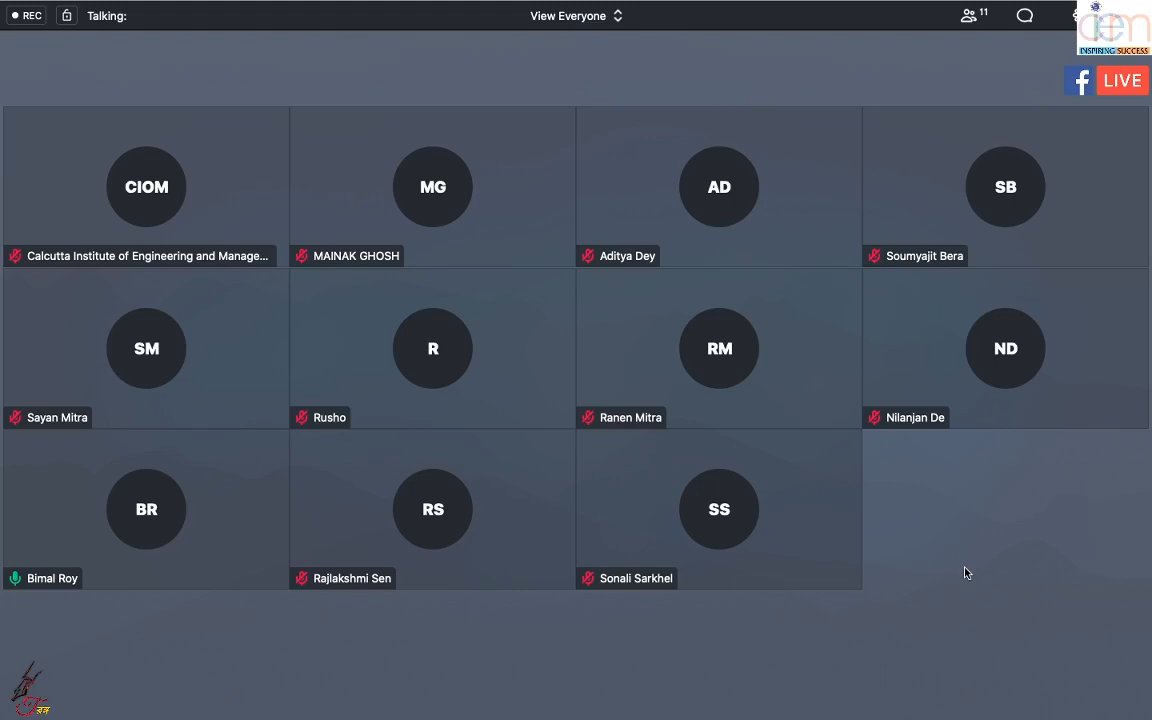 REC Talking: View Everyone 11
INSPIRING SUCCESS
f LIVE
CIOM MG AD SB
Calcutta Institute of Engineering and Manage... MAINAK GHOSH Aditya Dey Soumyajit Bera
SM R RM ND
Sayan Mitra Rusho Ranen Mitra Nilanjan De
BR RS SS
Bimal Roy Rajlakshmi Sen Sonali Sarkhel